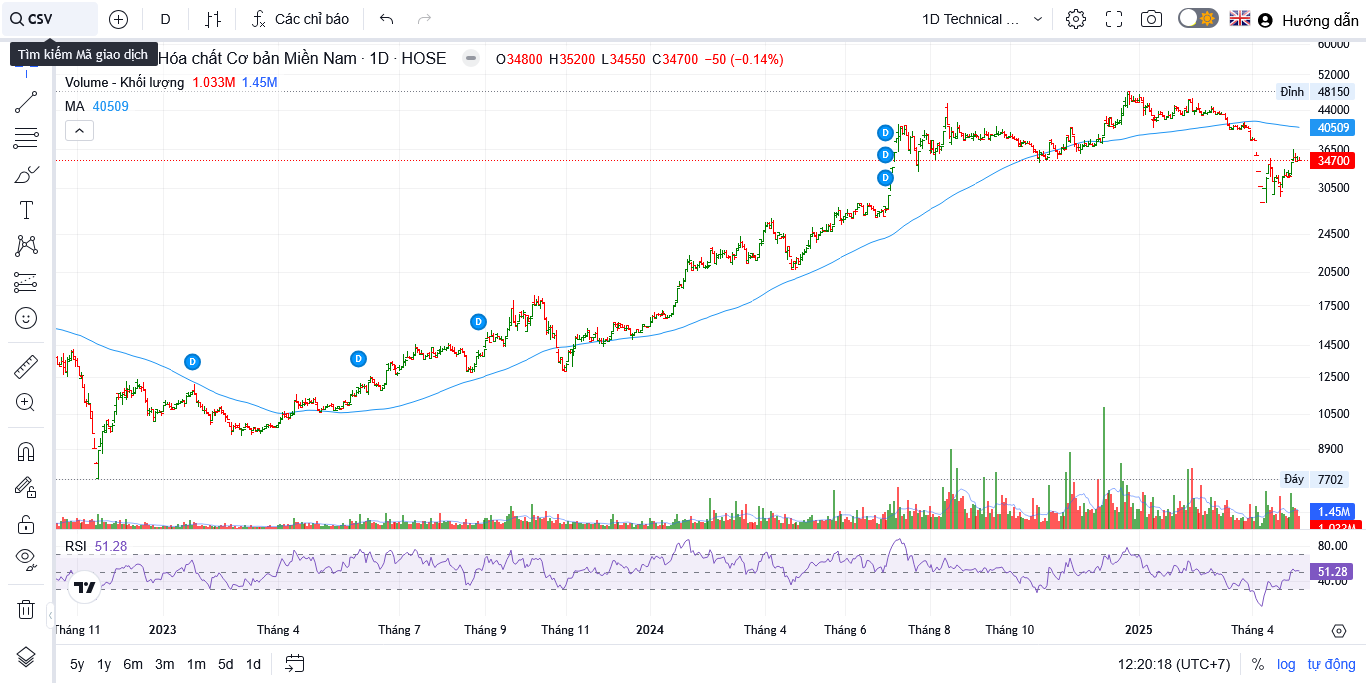 CSV
D
Các chỉ báo
1D Technical ...
Hướng dẫn
Tìm kiếm Mã giao dịch
Hóa chất Cơ bản Miền Nam · 1D · HOSE
O34800 H35200 L34550 C34700 −50 (−0.14%)
Volume - Khối lượng 1.033M 1.45M
MA 40509
60000
52000
Đỉnh 48150
44000
40509
36500
34700
30500
24500
20500
17500
14500
12500
10500
8900
Đáy 7702
1.45M
1.033M
D
D
D
D
D
D
RSI 51.28
80.00
51.28
40.00
Tháng 11 2023 Tháng 4 Tháng 7 Tháng 9 Tháng 11 2024 Tháng 4 Tháng 6 Tháng 8 Tháng 10 2025 Tháng 4
5y 1y 6m 3m 1m 5d 1d
12:20:18 (UTC+7) % log tự động